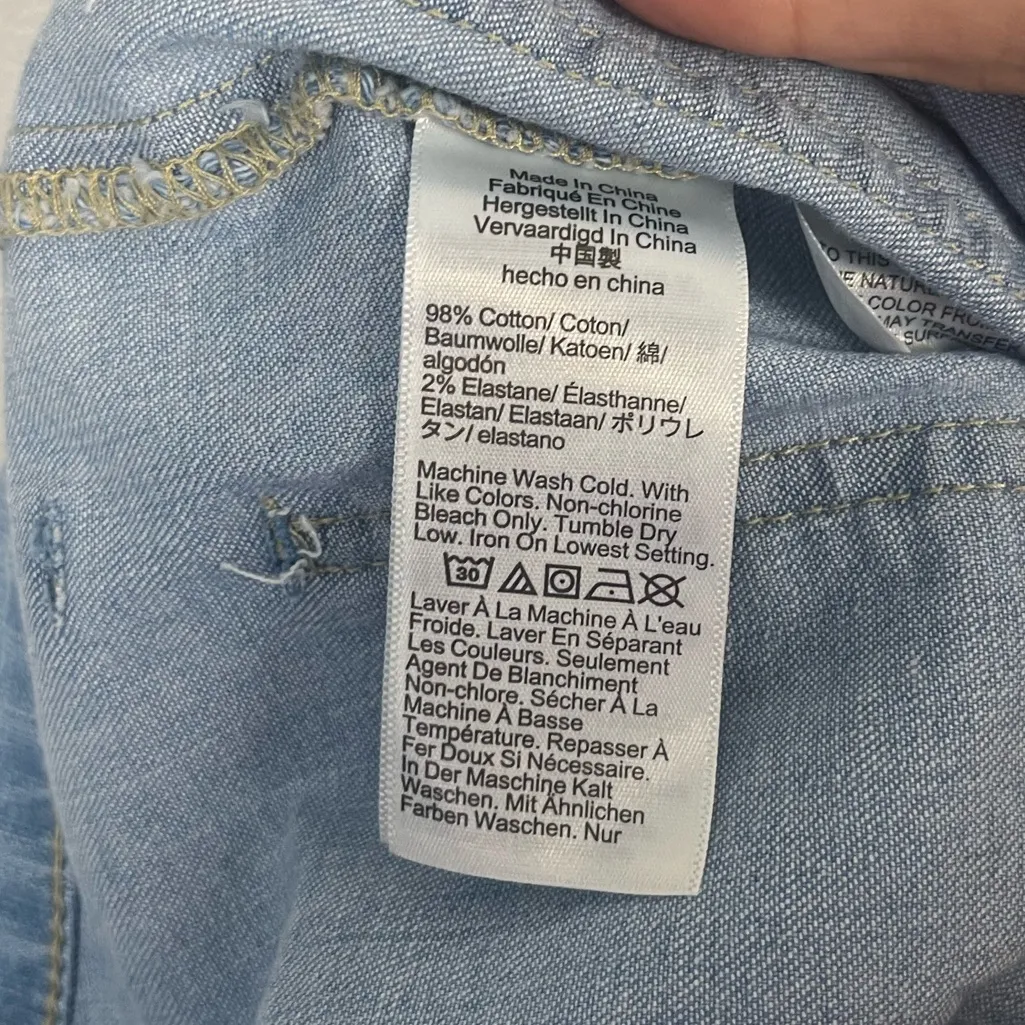 Made In China
Fabriqué En Chine
Hergestellt In China
Vervaardigd In China
中国製
hecho en china
98% Cotton/ Coton/
Baumwolle/ Katoen/ 綿/
algodón
2% Elastane/ Élasthanne/
Elastan/ Elastaan/ ポリウレ
タン/ elastano
Machine Wash Cold. With
Like Colors. Non-chlorine
Bleach Only. Tumble Dry
Low. Iron On Lowest Setting.
30
Laver À La Machine À L'eau
Froide. Laver En Séparant
Les Couleurs. Seulement
Agent De Blanchiment
Non-chlore. Sécher À La
Machine À Basse
Température. Repasser À
Fer Doux Si Nécessaire.
In Der Maschine Kalt
Waschen. Mit Ähnlichen
Farben Waschen. Nur
TO THIS
COLOR
MAY TRANSFER